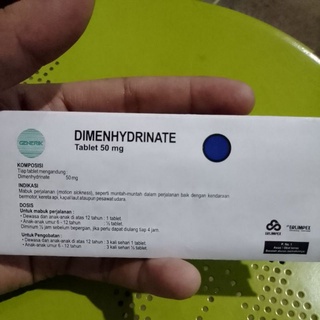 GENERIK
DIMENHYDRINATE
Tablet 50 mg
KOMPOSISI
Tiap tablet mengandung :
Dimenhydrinate 50 mg
INDIKASI
Mabuk perjalanan (motion sickness), seperti muntah-muntah dalam perjalanan baik dengan kendaraan
bermotor, kereta api, kapal laut ataupun pesawat udara.
DOSIS
Untuk mabuk perjalanan :
• Dewasa dan anak-anak di atas 12 tahun : 1 tablet.
• Anak-anak umur 6 - 12 tahun : ½ tablet.
Diminum ½ jam sebelum bepergian, jika perlu dapat diulang tiap 4 jam.
Untuk Pengobatan :
• Dewasa dan anak-anak di atas 12 tahun : 3 kali sehari 1 tablet.
• Anak-anak umur 6 - 12 tahun : 3 kali sehari ½ tablet.
P. No. 1